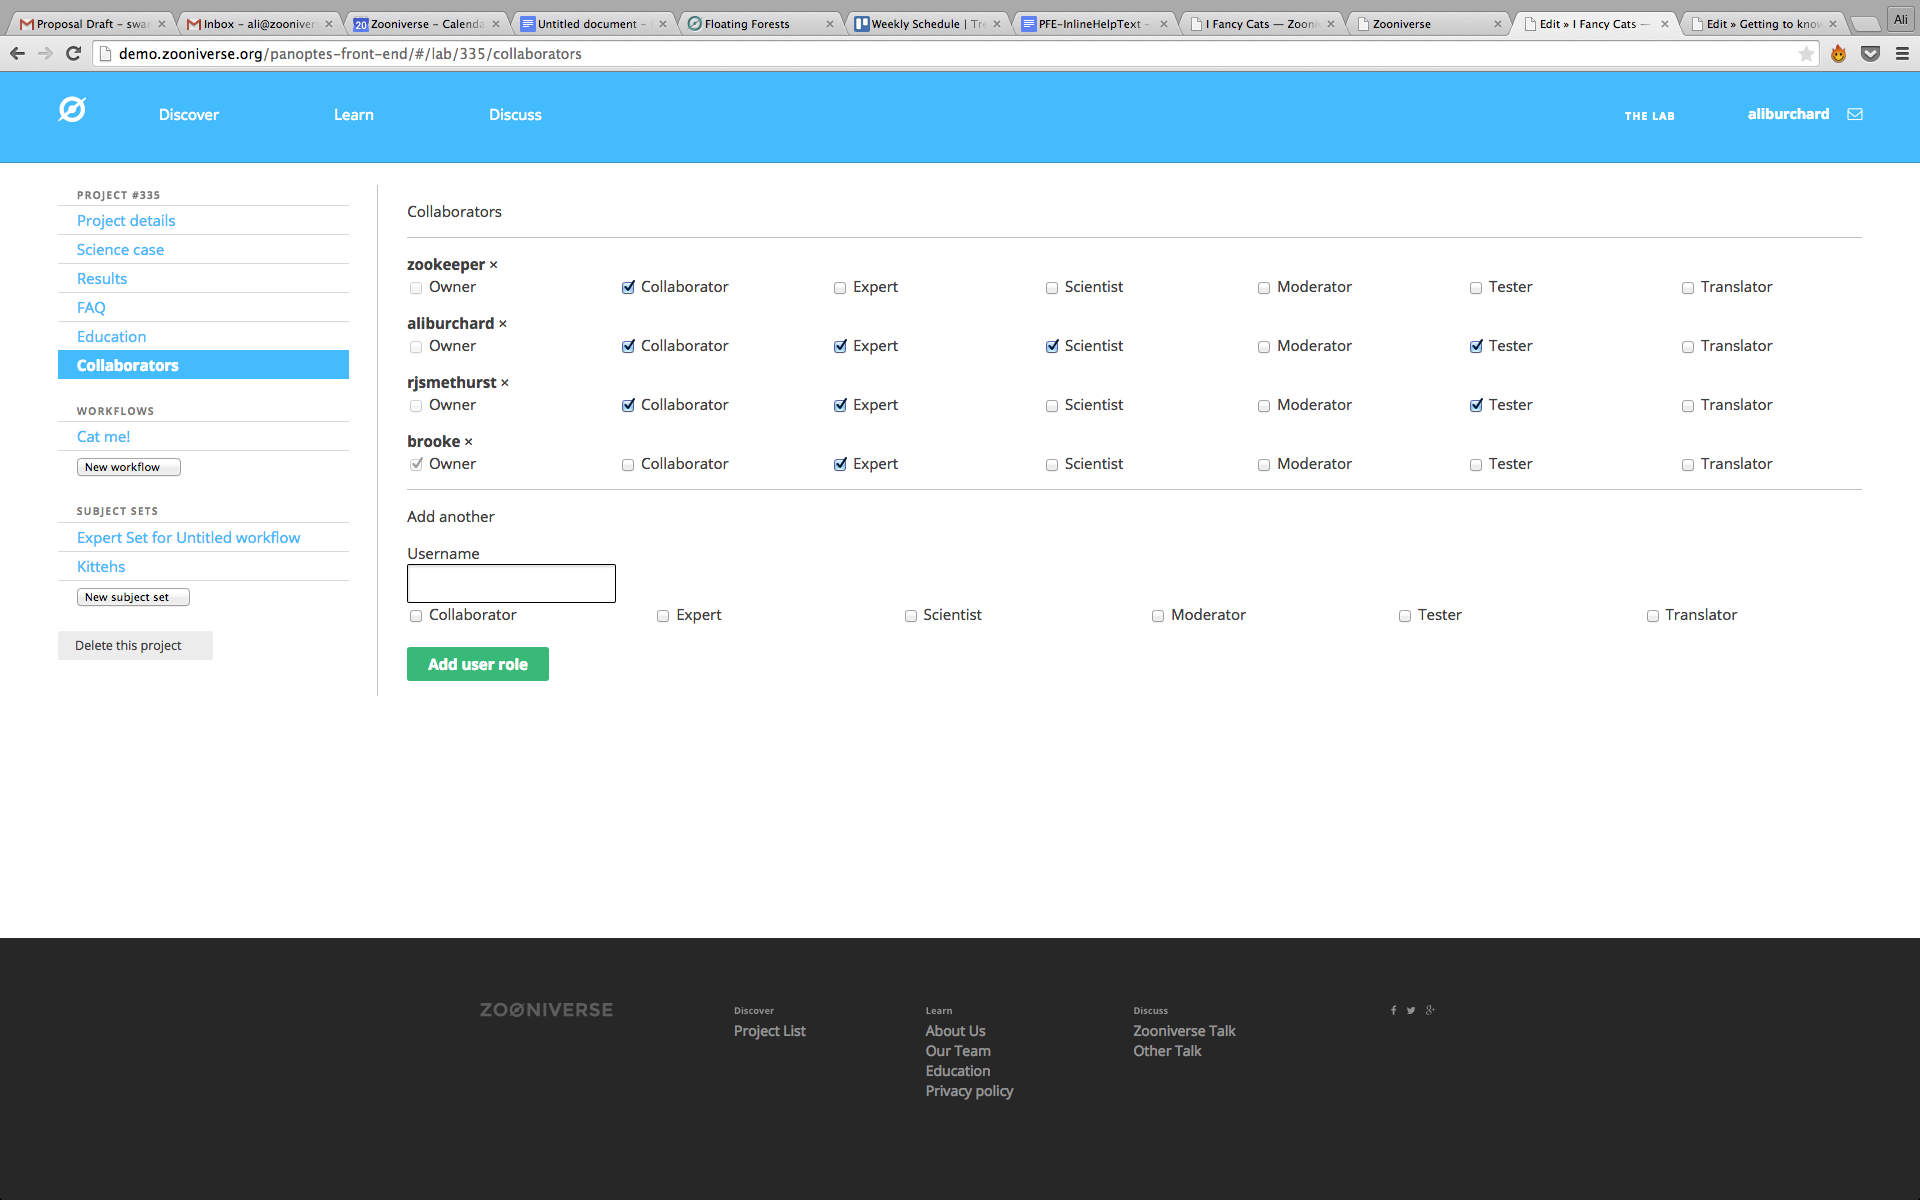 Proposal Draft – swa
Inbox – ali@zooniver
20 Zooniverse – Calenda
Untitled document –
Floating Forests
Weekly Schedule | Tre
PFE-InlineHelpText –
I Fancy Cats — Zooni
Zooniverse
Edit » I Fancy Cats —
Edit » Getting to know
Ali
demo.zooniverse.org/panoptes-front-end/#/lab/335/collaborators
Discover
Learn
Discuss
THE LAB
aliburchard
PROJECT #335
Project details
Science case
Results
FAQ
Education
Collaborators
WORKFLOWS
Cat me!
New workflow
SUBJECT SETS
Expert Set for Untitled workflow
Kittehs
New subject set
Delete this project
Collaborators
zookeeper ×
Owner Collaborator Expert Scientist Moderator Tester Translator
aliburchard ×
Owner Collaborator Expert Scientist Moderator Tester Translator
rjsmethurst ×
Owner Collaborator Expert Scientist Moderator Tester Translator
brooke ×
Owner Collaborator Expert Scientist Moderator Tester Translator
Add another
Username
Collaborator Expert Scientist Moderator Tester Translator
Add user role
ZOONIVERSE
Discover
Project List
Learn
About Us
Our Team
Education
Privacy policy
Discuss
Zooniverse Talk
Other Talk